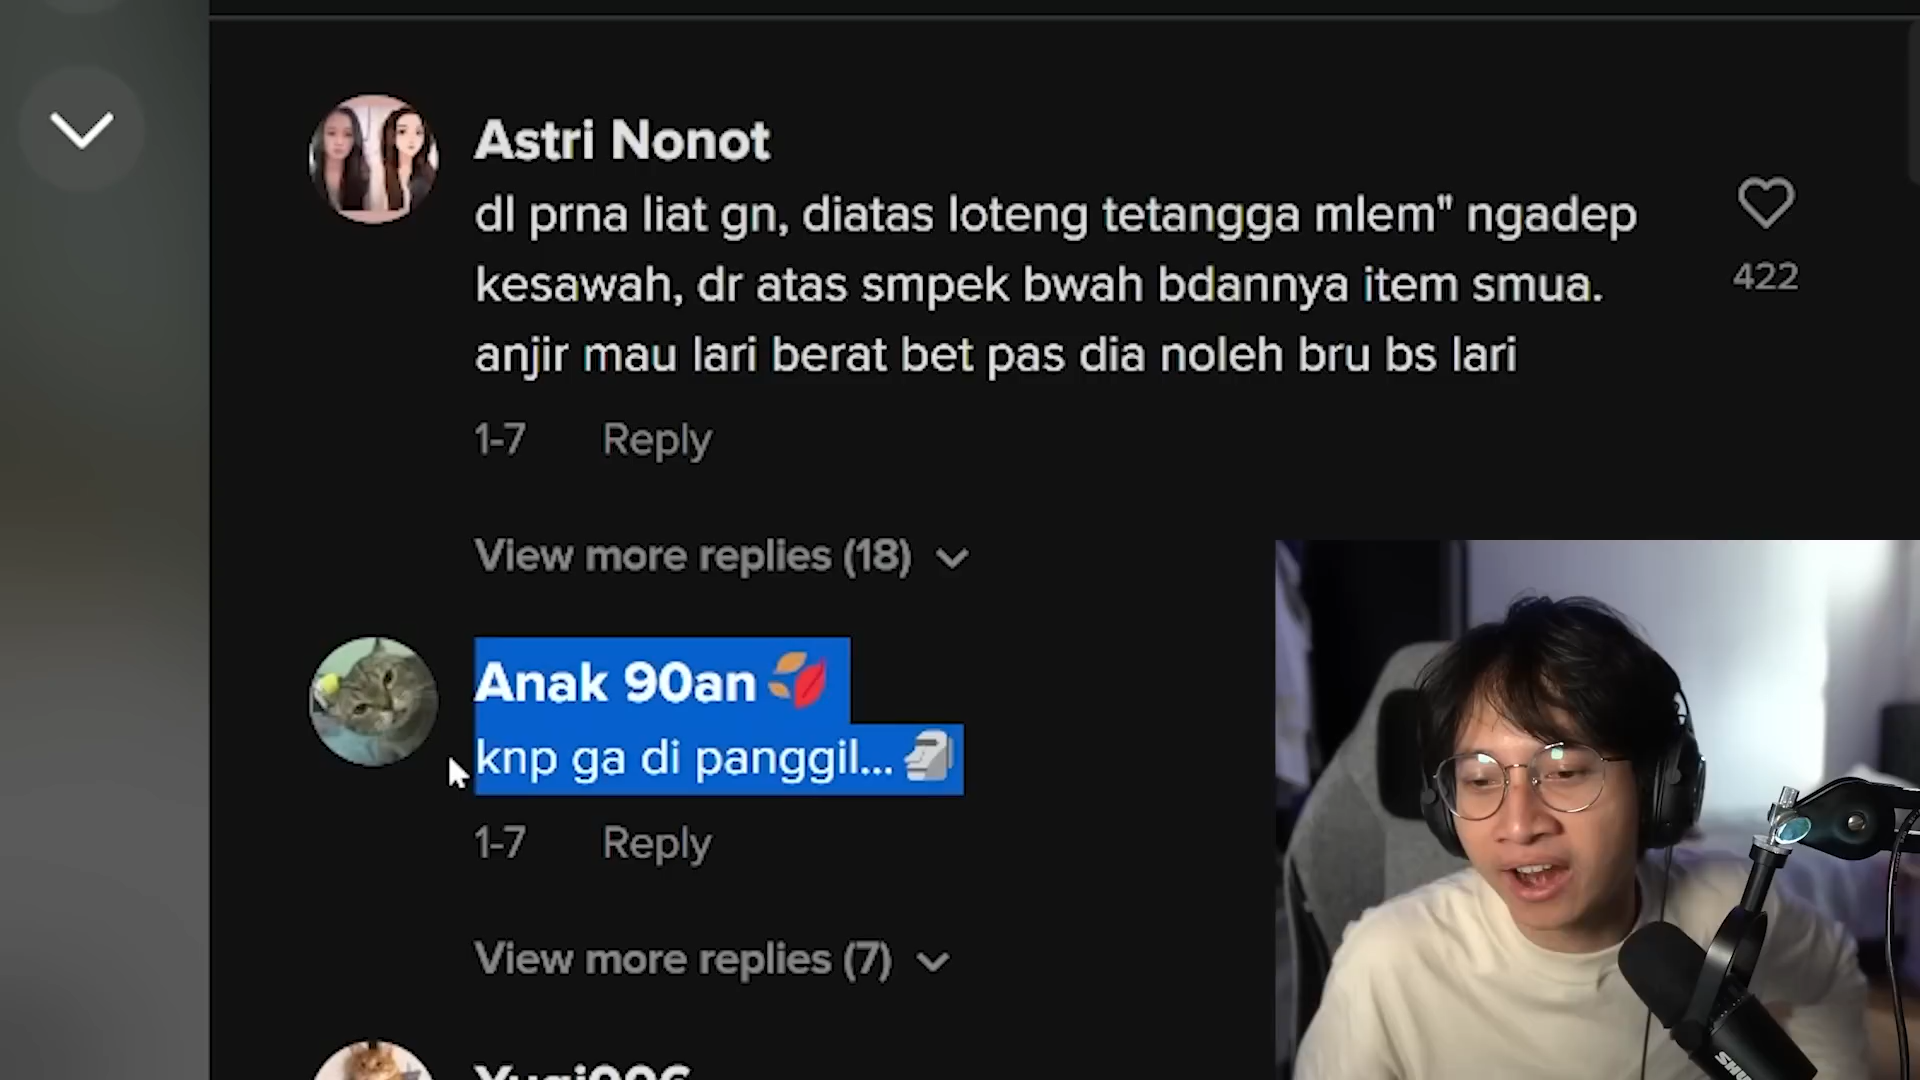 Astri Nonot
dl prna liat gn, diatas loteng tetangga mlem" ngadep
kesawah, dr atas smpek bwah bdannya item smua.
anjir mau lari berat bet pas dia noleh bru bs lari
422
1-7 Reply
View more replies (18)
Anak 90an 🍂
knp ga di panggil...🗿
1-7 Reply
View more replies (7)